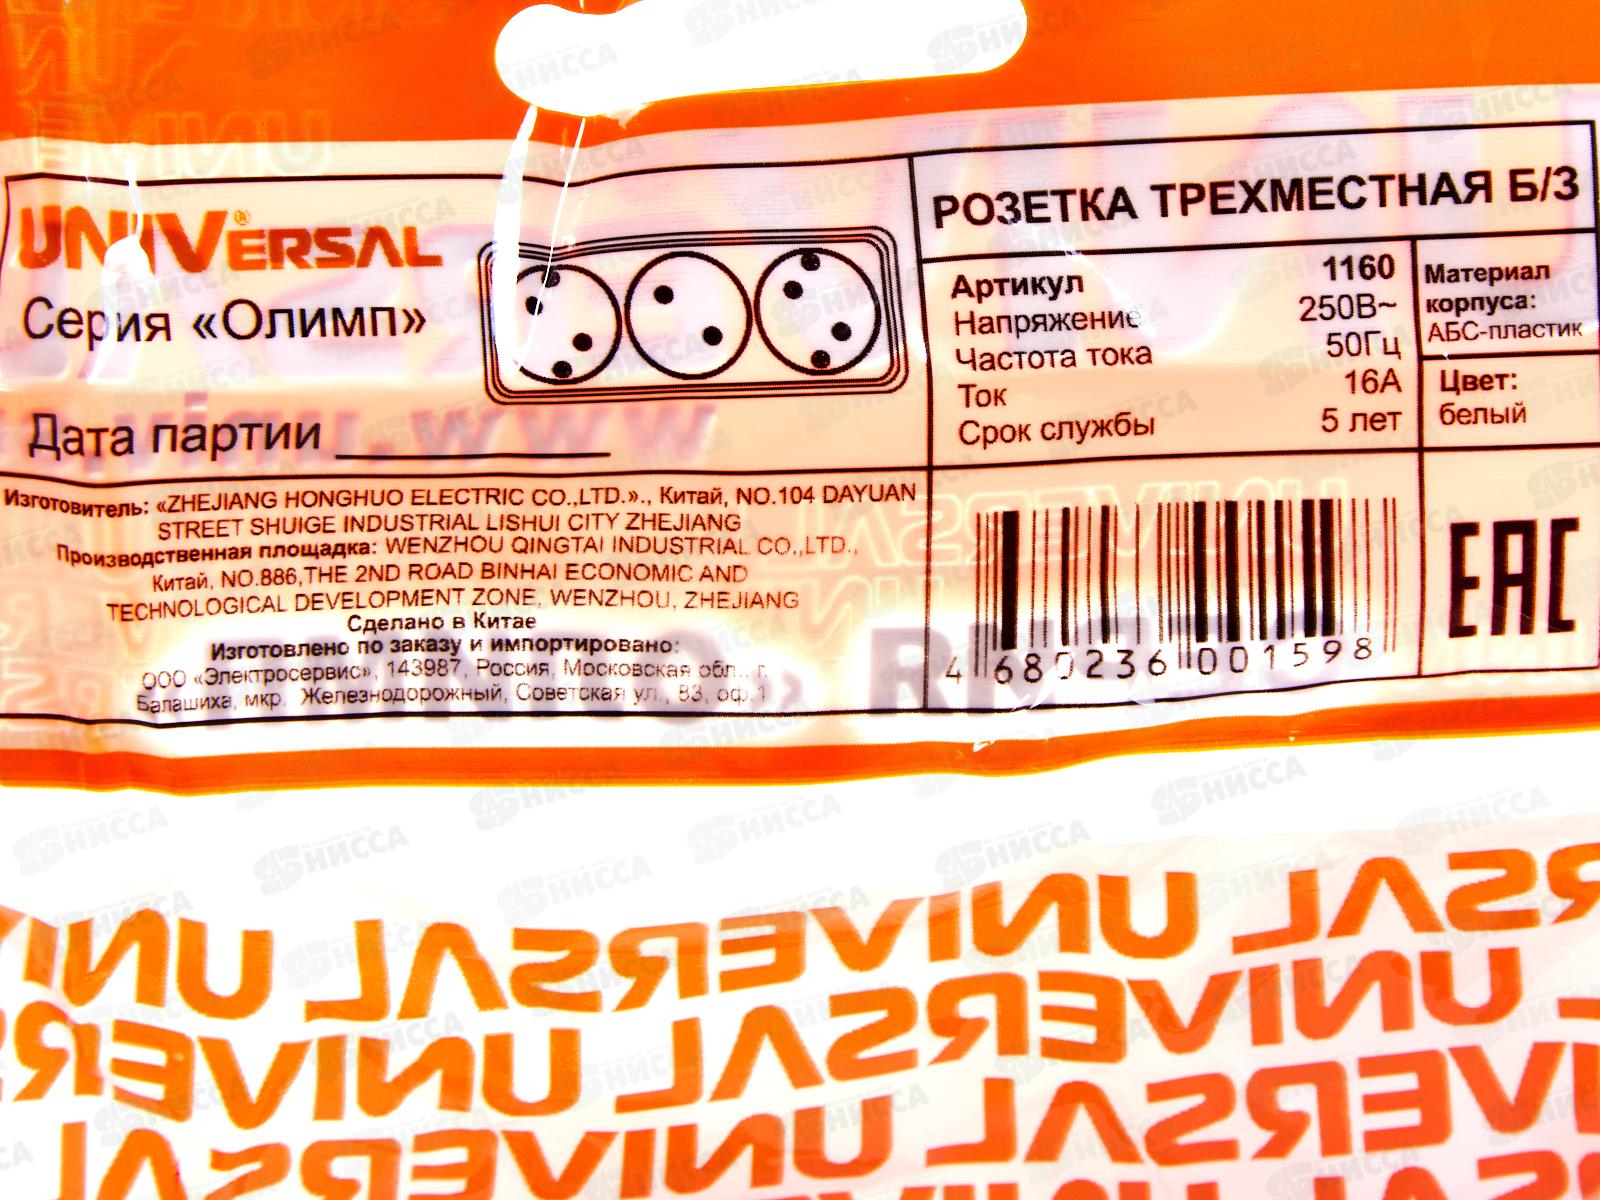 UNIVERSAL®
Серия «Олимп»
Дата партии
РОЗЕТКА ТРЕХМЕСТНАЯ Б/З
Артикул 1160
Напряжение 250В~
Частота тока 50Гц
Ток 16А
Срок службы 5 лет
Материал
корпуса:
АБС-пластик
Цвет:
белый
Изготовитель: «ZHEJIANG HONGHUO ELECTRIC CO.,LTD.»., Китай, NO.104 DAYUAN
STREET SHUIGE INDUSTRIAL LISHUI CITY ZHEJIANG
Производственная площадка: WENZHOU QINGTAI INDUSTRIAL CO.,LTD.,
Китай, NO.886,THE 2ND ROAD BINHAI ECONOMIC AND
TECHNOLOGICAL DEVELOPMENT ZONE, WENZHOU, ZHEJIANG
Сделано в Китае
Изготовлено по заказу и импортировано:
ООО «Электросервис», 143987, Россия, Московская обл., г.
Балашиха, мкр. Железнодорожный, Советская ул., 83, оф.1
4 680236 001598
EAC
UNIVERSAL UNIVERSAL
UNIVERSAL UNIVERSAL
UNIVERSAL UNIVERSAL